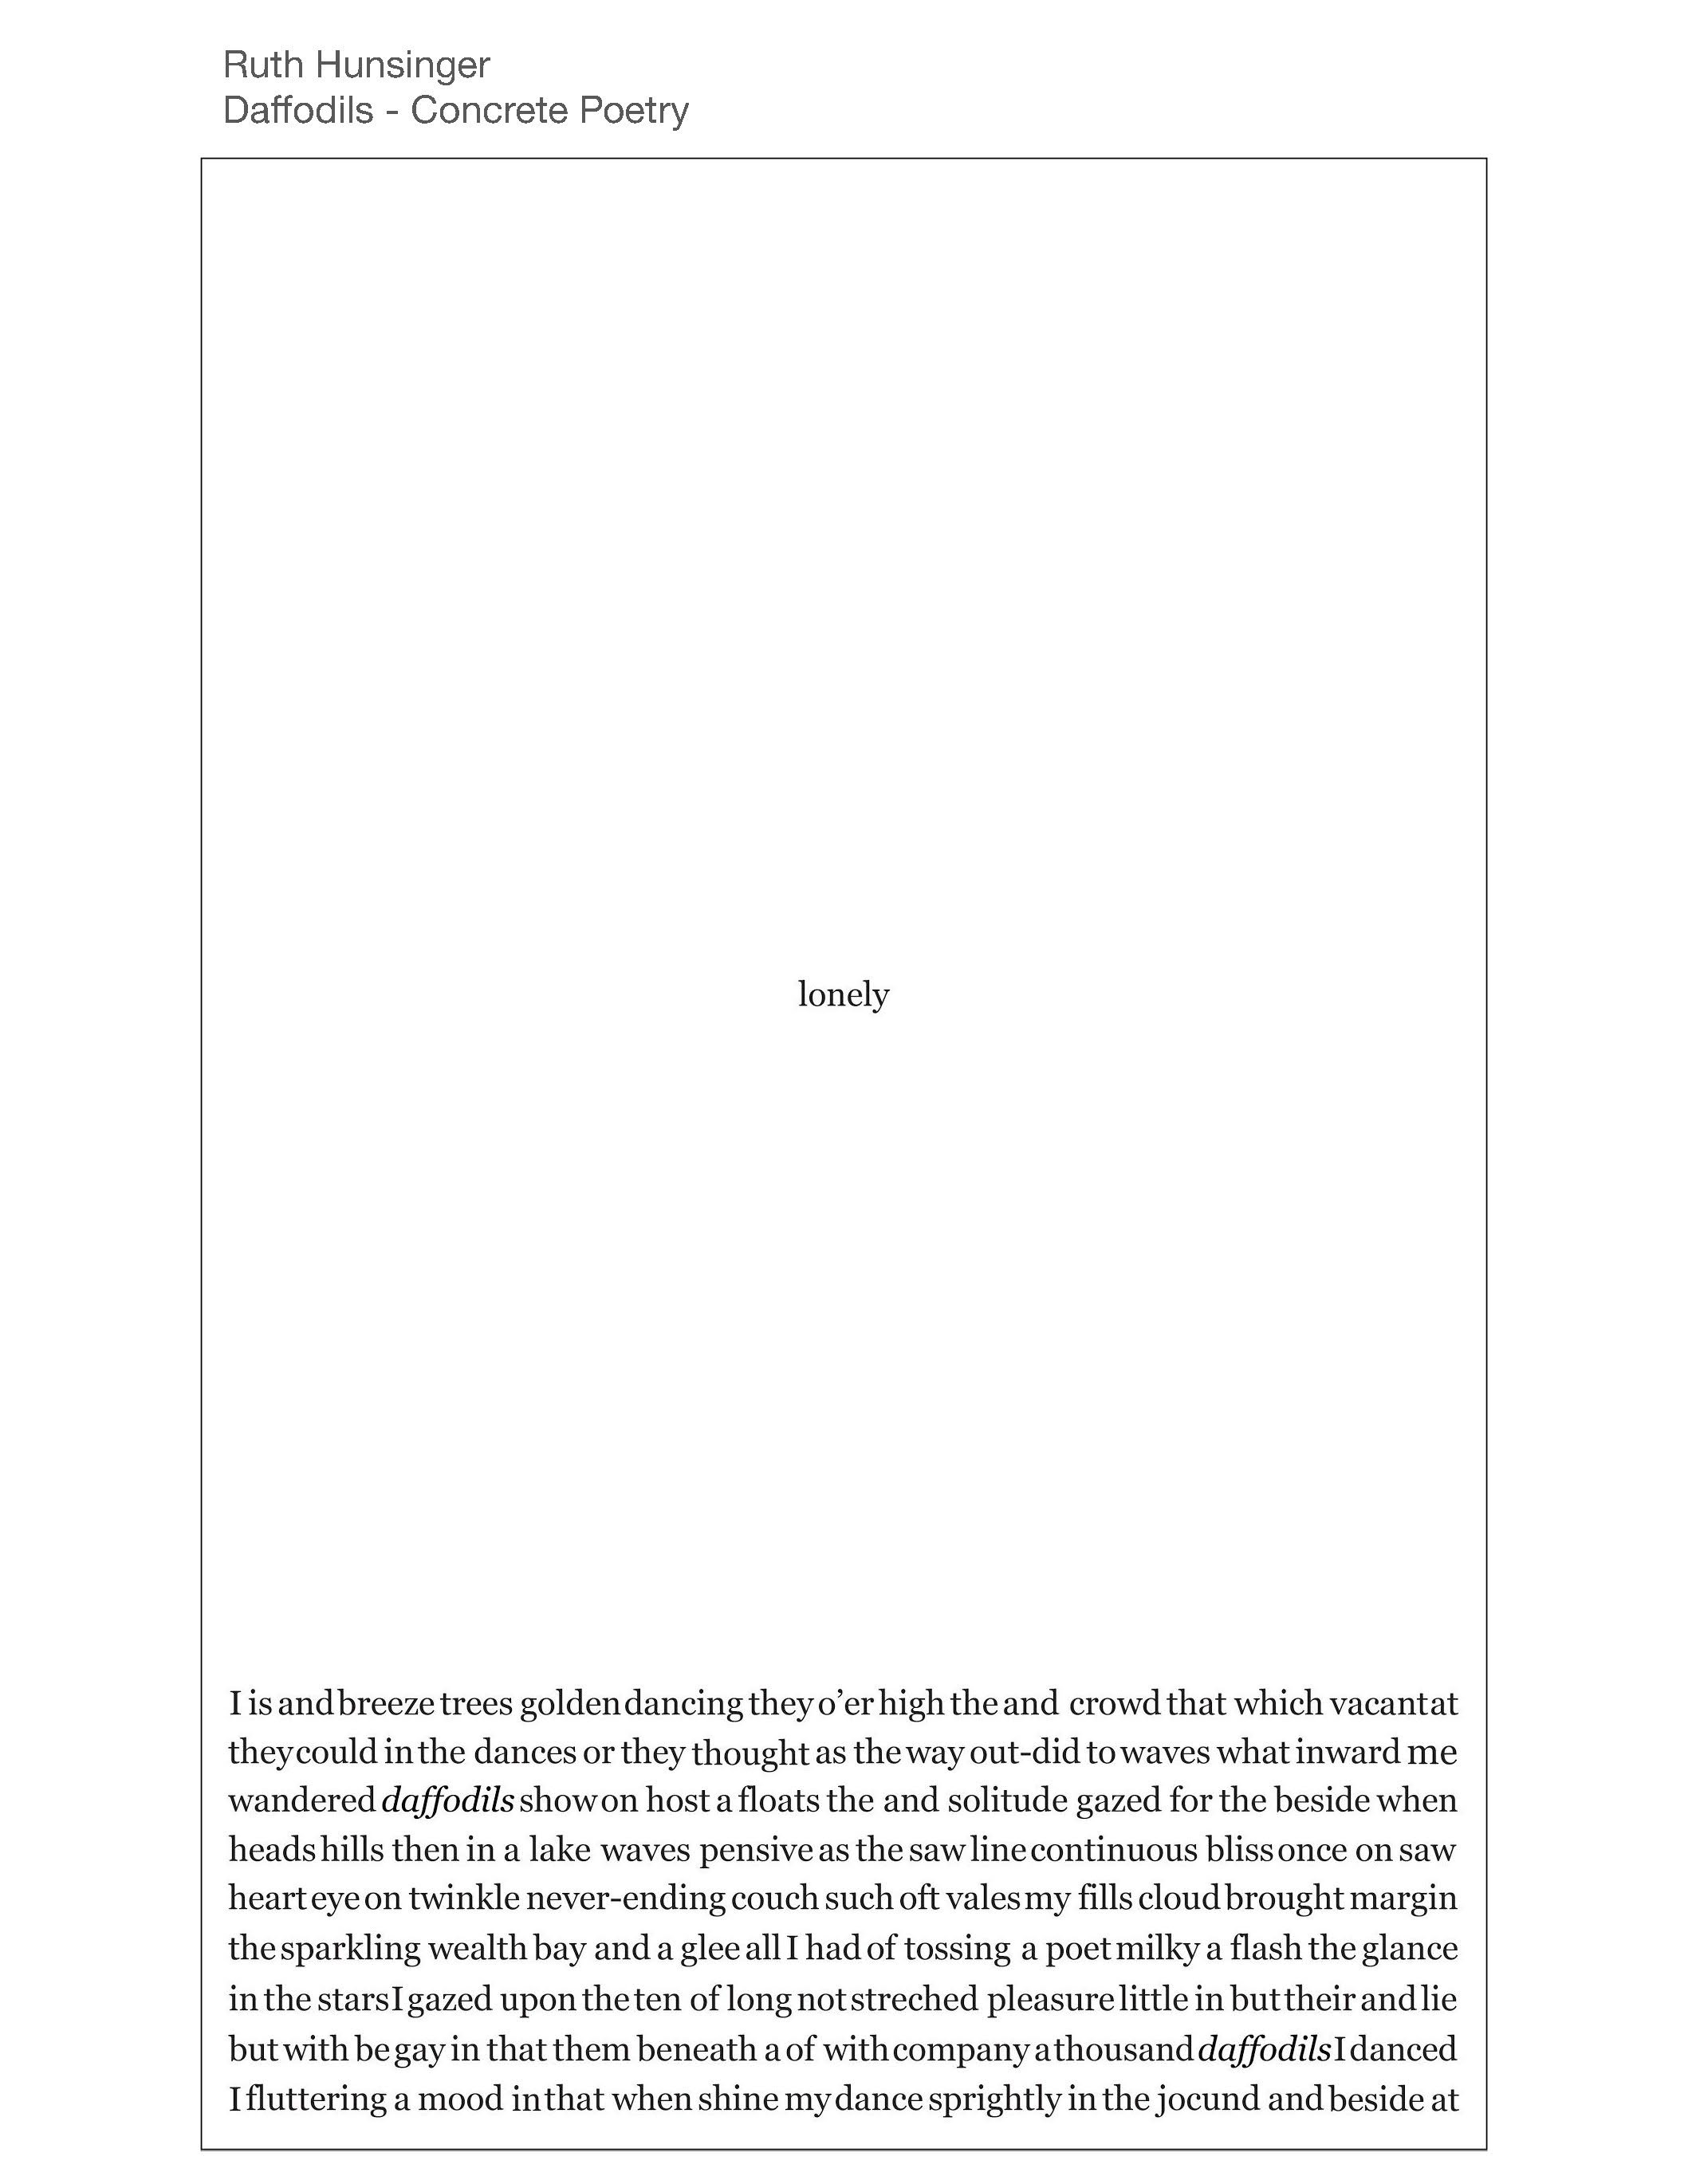 Ruth Hunsinger
Daffodils - Concrete Poetry
lonely
I is and breeze trees golden dancing they o’er high the and crowd that which vacant at
they could in the dances or they thought as the way out-did to waves what inward me
wandered daffodils show on host a floats the and solitude gazed for the beside when
heads hills then in a lake waves pensive as the saw line continuous bliss once on saw
heart eye on twinkle never-ending couch such oft vales my fills cloud brought margin
the sparkling wealth bay and a glee all I had of tossing a poet milky a flash the glance
in the stars I gazed upon the ten of long not streched pleasure little in but their and lie
but with be gay in that them beneath a of with company a thousand daffodils I danced
I fluttering a mood in that when shine my dance sprightly in the jocund and beside at